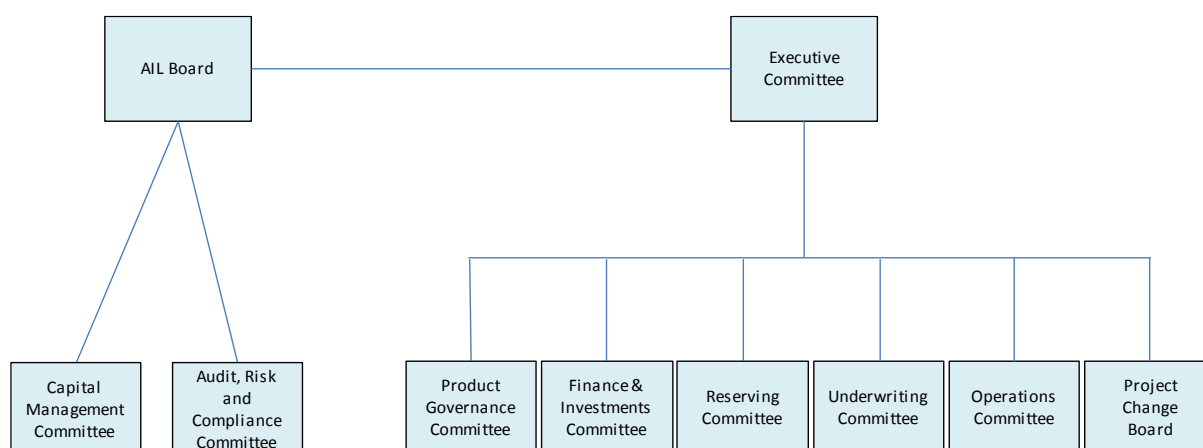 AIL Board
Executive
Committee
Capital
Management
Committee
Audit, Risk
and
Compliance
Committee
Product
Governance
Committee
Finance &
Investments
Committee
Reserving
Committee
Underwriting
Committee
Operations
Committee
Project
Change
Board